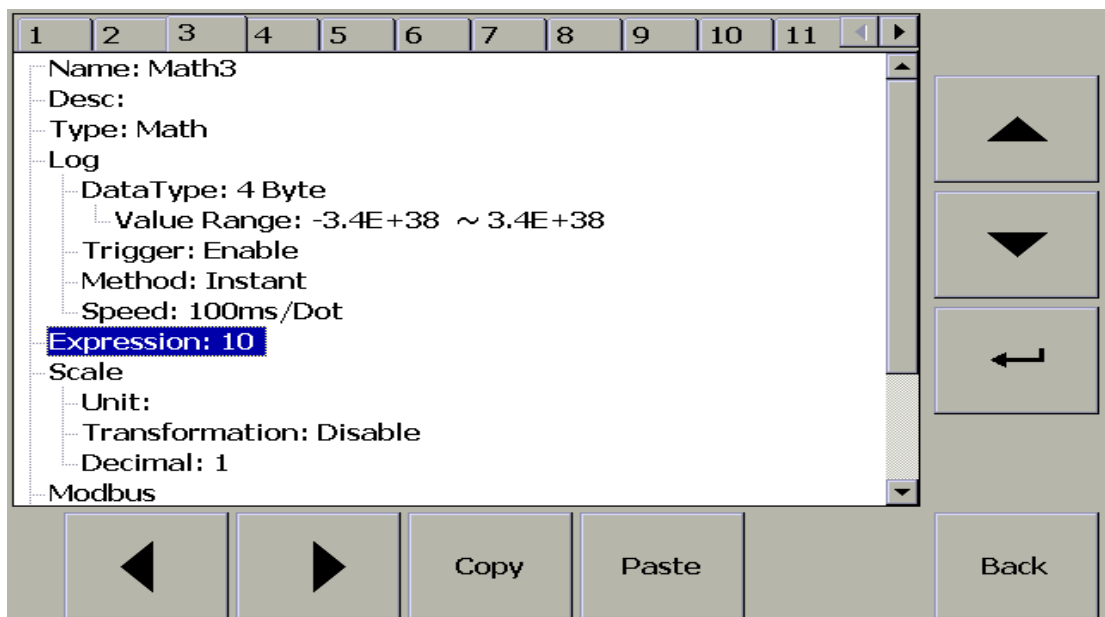 1 2 3 4 5 6 7 8 9 10 11
Name: Math3
Desc:
Type: Math
Log
DataType: 4 Byte
Value Range: -3.4E+38 ~ 3.4E+38
Trigger: Enable
Method: Instant
Speed: 100ms/Dot
Expression: 10
Scale
Unit:
Transformation: Disable
Decimal: 1
Modbus
Copy Paste Back